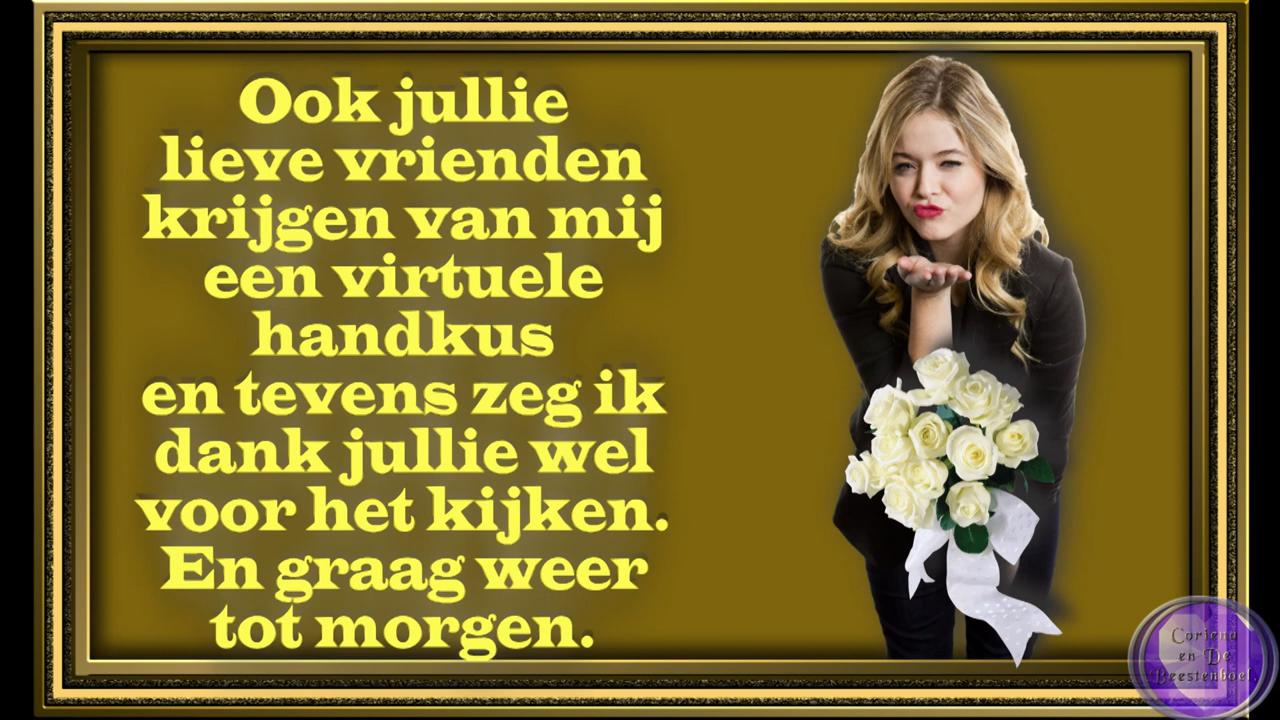 Ook jullie
lieve vrienden
krijgen van mij
een virtuele
handkus
en tevens zeg ik
dank jullie wel
voor het kijken.
En graag weer
tot morgen.
Coriena
en De
Beestenboel.